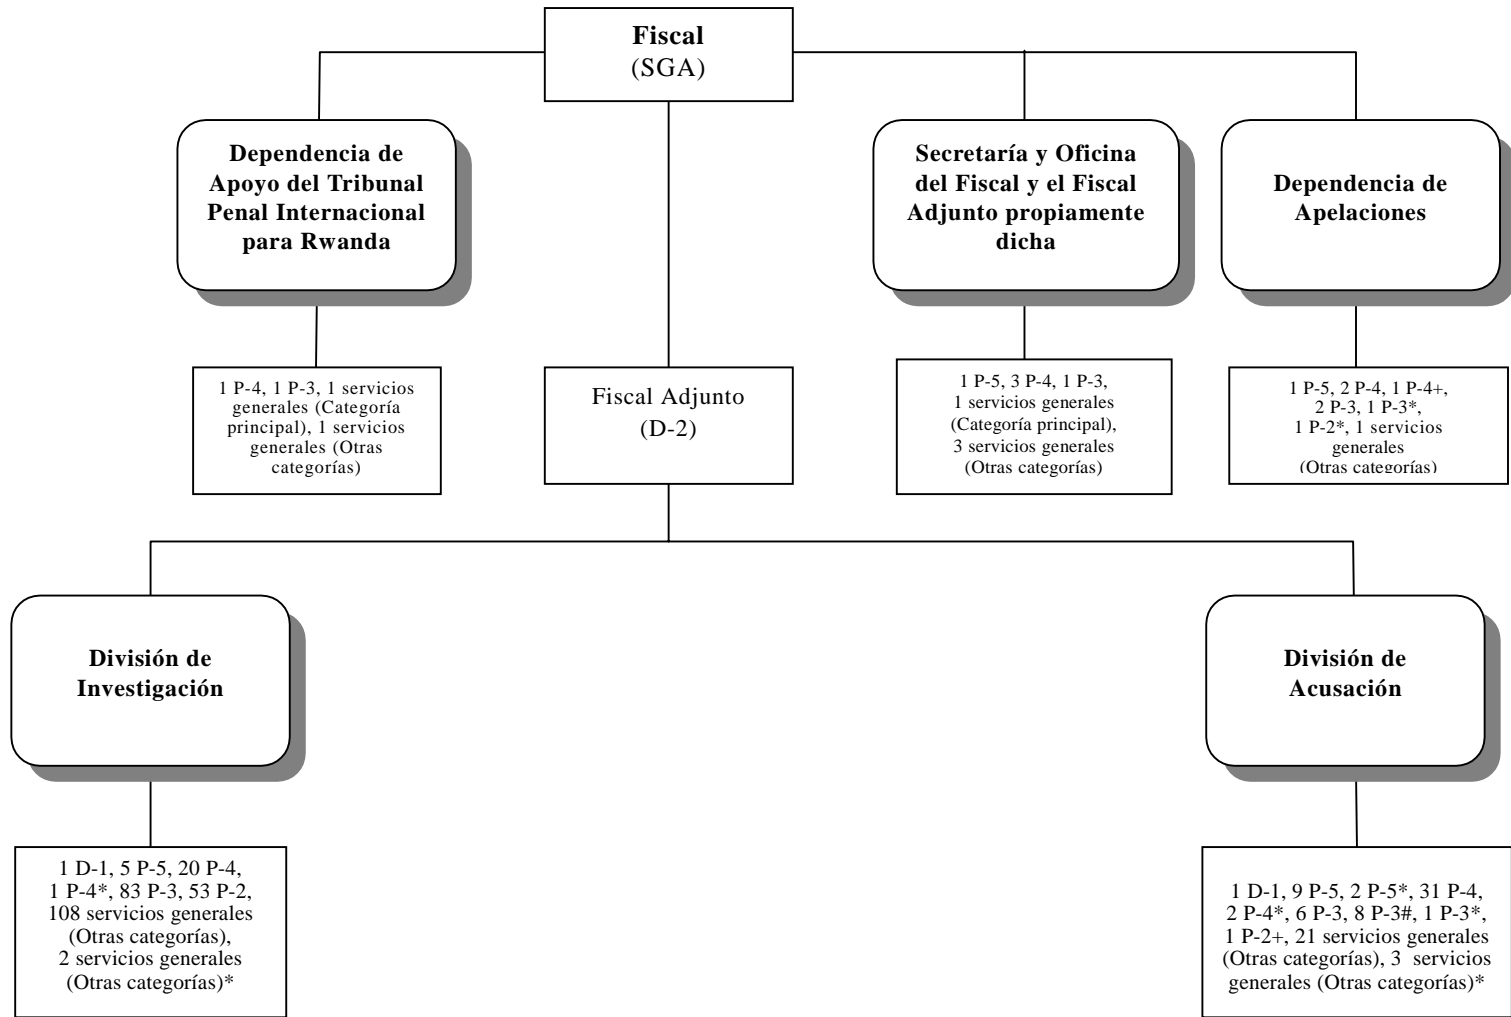 Fiscal
(SGA)
Dependencia de
Apoyo del Tribunal
Penal Internacional
para Rwanda
Secretaría y Oficina
del Fiscal y el Fiscal
Adjunto propiamente
dicha
Dependencia de
Apelaciones
1 P-4, 1 P-3, 1 servicios
generales (Categoría
principal), 1 servicios
generales (Otras
categorías)
Fiscal Adjunto
(D-2)
1 P-5, 3 P-4, 1 P-3,
1 servicios generales
(Categoría principal),
3 servicios generales
(Otras categorías)
1 P-5, 2 P-4, 1 P-4+,
2 P-3, 1 P-3*,
1 P-2*, 1 servicios
generales
(Otras categorías)
División de
Investigación
División de
Acusación
1 D-1, 5 P-5, 20 P-4,
1 P-4*, 83 P-3, 53 P-2,
108 servicios generales
(Otras categorías),
2 servicios generales
(Otras categorías)*
1 D-1, 9 P-5, 2 P-5*, 31 P-4,
2 P-4*, 6 P-3, 8 P-3#, 1 P-3*,
1 P-2+, 21 servicios generales
(Otras categorías), 3 servicios
generales (Otras categorías)*